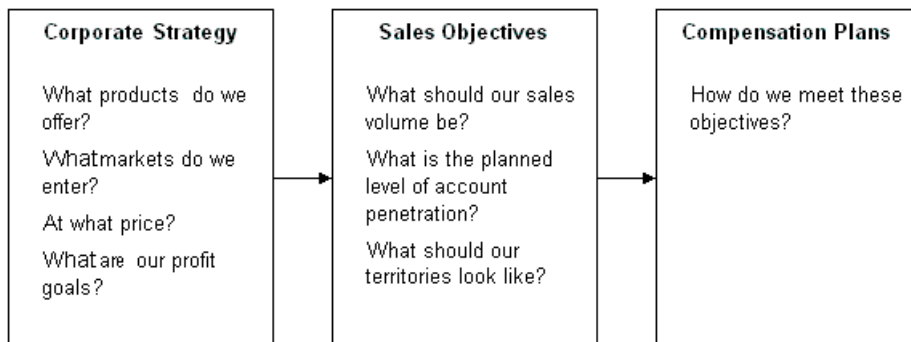 Corporate Strategy
What products do we
offer?
Whatmarkets do we
enter?
At what price?
What are our profit
goals?
Sales Objectives
What should our sales
volume be?
What is the planned
level of account
penetration?
What should our
territories look like?
Compensation Plans
How do we meet these
objectives?